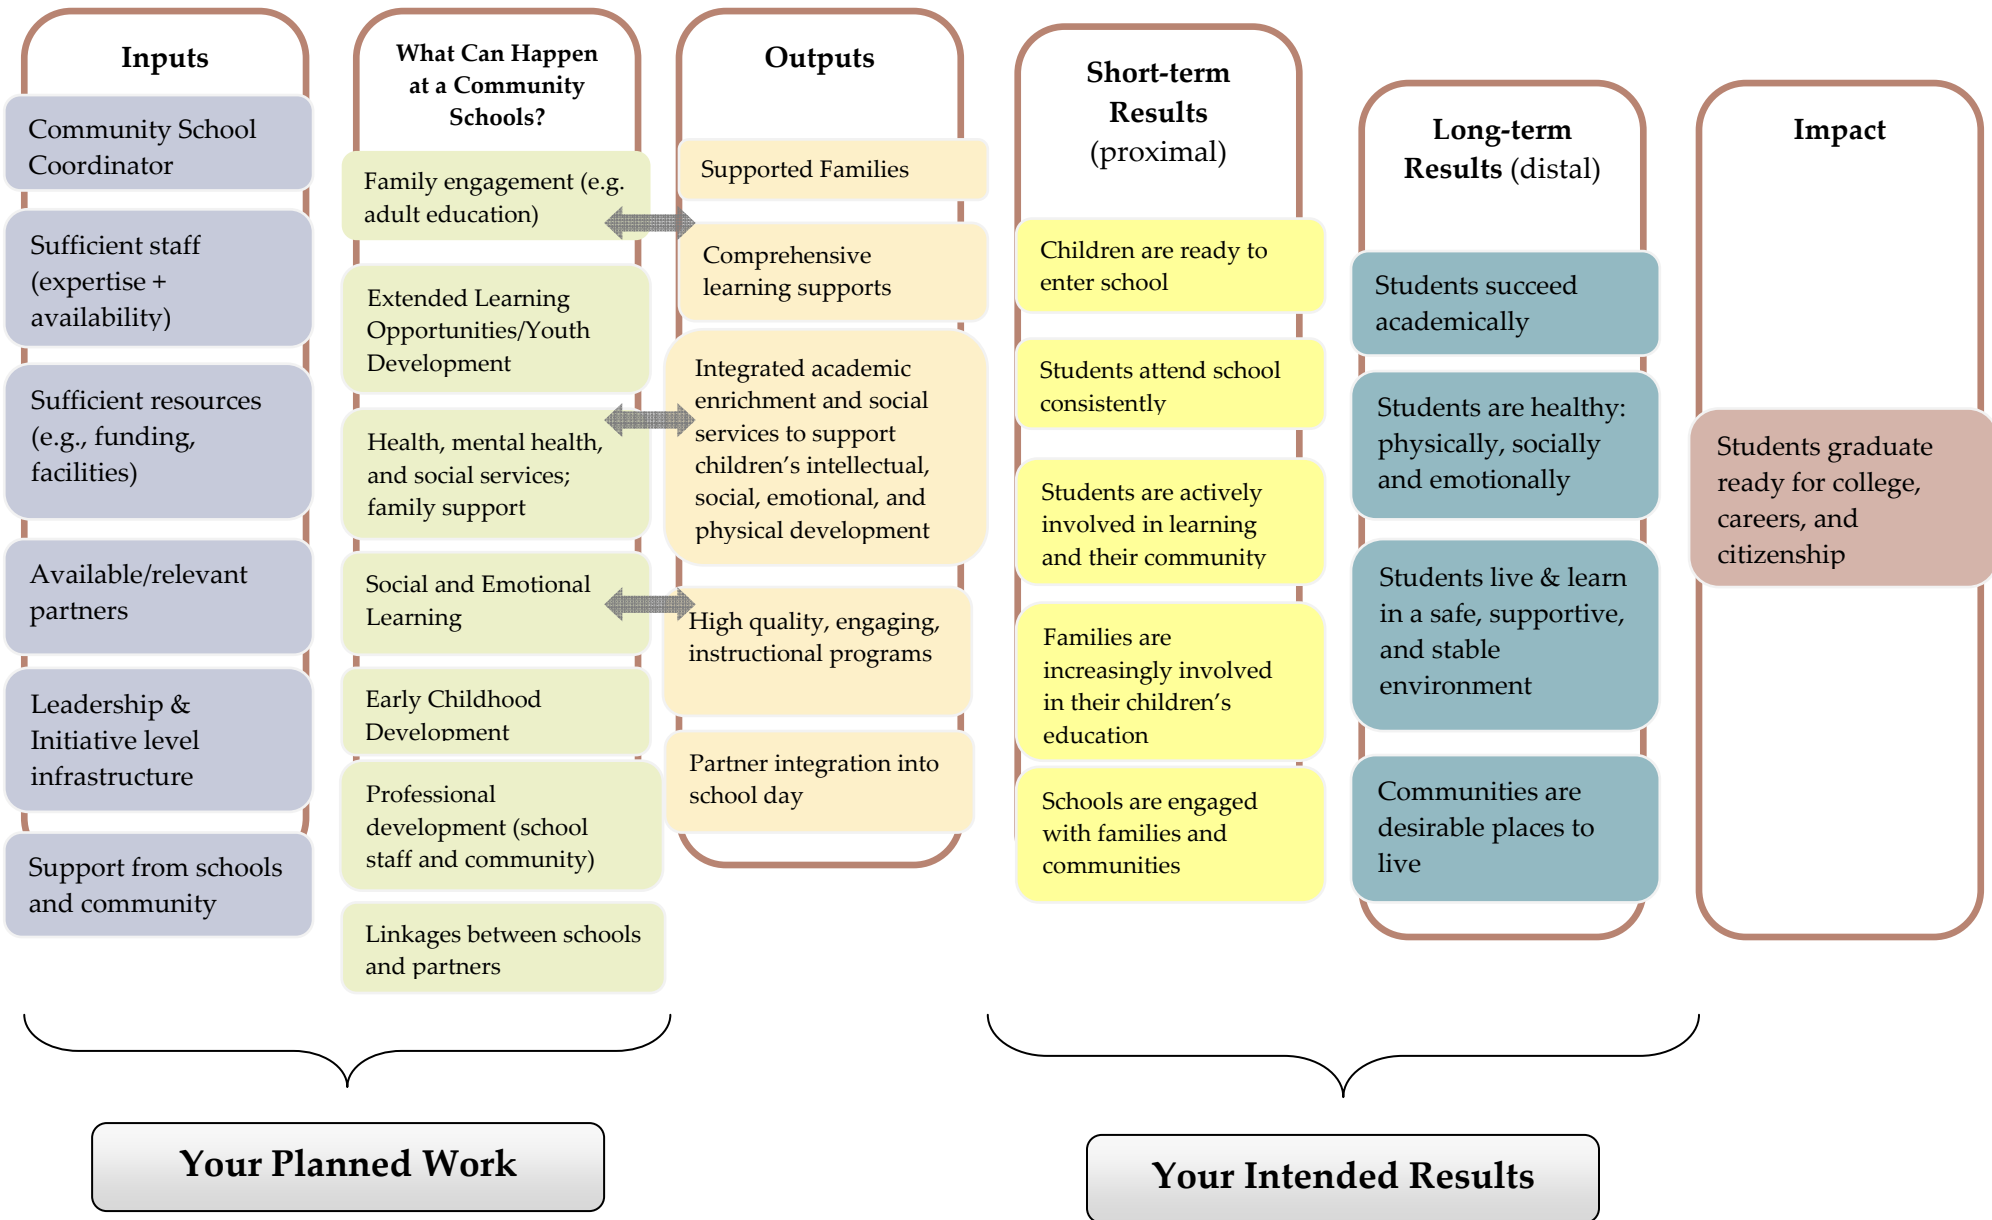 Inputs
Community School
Coordinator
Sufficient staff
(expertise +
availability)
Sufficient resources
(e.g., funding,
facilities)
Available/relevant
partners
Leadership &
Initiative level
infrastructure
Support from schools
and community
What Can Happen
at a Community
Schools?
Family engagement (e.g.
adult education)
Extended Learning
Opportunities/Youth
Development
Health, mental health,
and social services;
family support
Social and Emotional
Learning
Early Childhood
Development
Professional
development (school
staff and community)
Linkages between schools
and partners
Outputs
Supported Families
Comprehensive
learning supports
Integrated academic
enrichment and social
services to support
children’s intellectual,
social, emotional, and
physical development
High quality, engaging,
instructional programs
Partner integration into
school day
Short-term
Results
(proximal)
Children are ready to
enter school
Students attend school
consistently
Students are actively
involved in learning
and their community
Families are
increasingly involved
in their children’s
education
Schools are engaged
with families and
communities
Long-term
Results (distal)
Students succeed
academically
Students are healthy:
physically, socially
and emotionally
Students live & learn
in a safe, supportive,
and stable
environment
Communities are
desirable places to
live
Impact
Students graduate
ready for college,
careers, and
citizenship
Your Planned Work
Your Intended Results